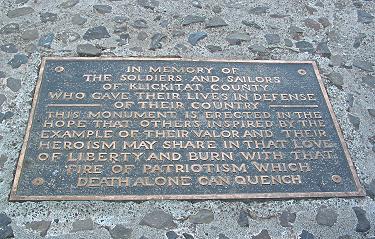 IN MEMORY OF
THE SOLDIERS AND SAILORS
OF KLICKITAT COUNTY
WHO GAVE THEIR LIVES IN DEFENSE
OF THEIR COUNTRY
THIS MONUMENT IS ERECTED IN THE
HOPE THAT OTHERS INSPIRED BY THE
EXAMPLE OF THEIR VALOR AND THEIR
HEROISM MAY SHARE IN THAT LOVE
OF LIBERTY AND BURN WITH THAT
FIRE OF PATRIOTISM WHICH
DEATH ALONE CAN QUENCH